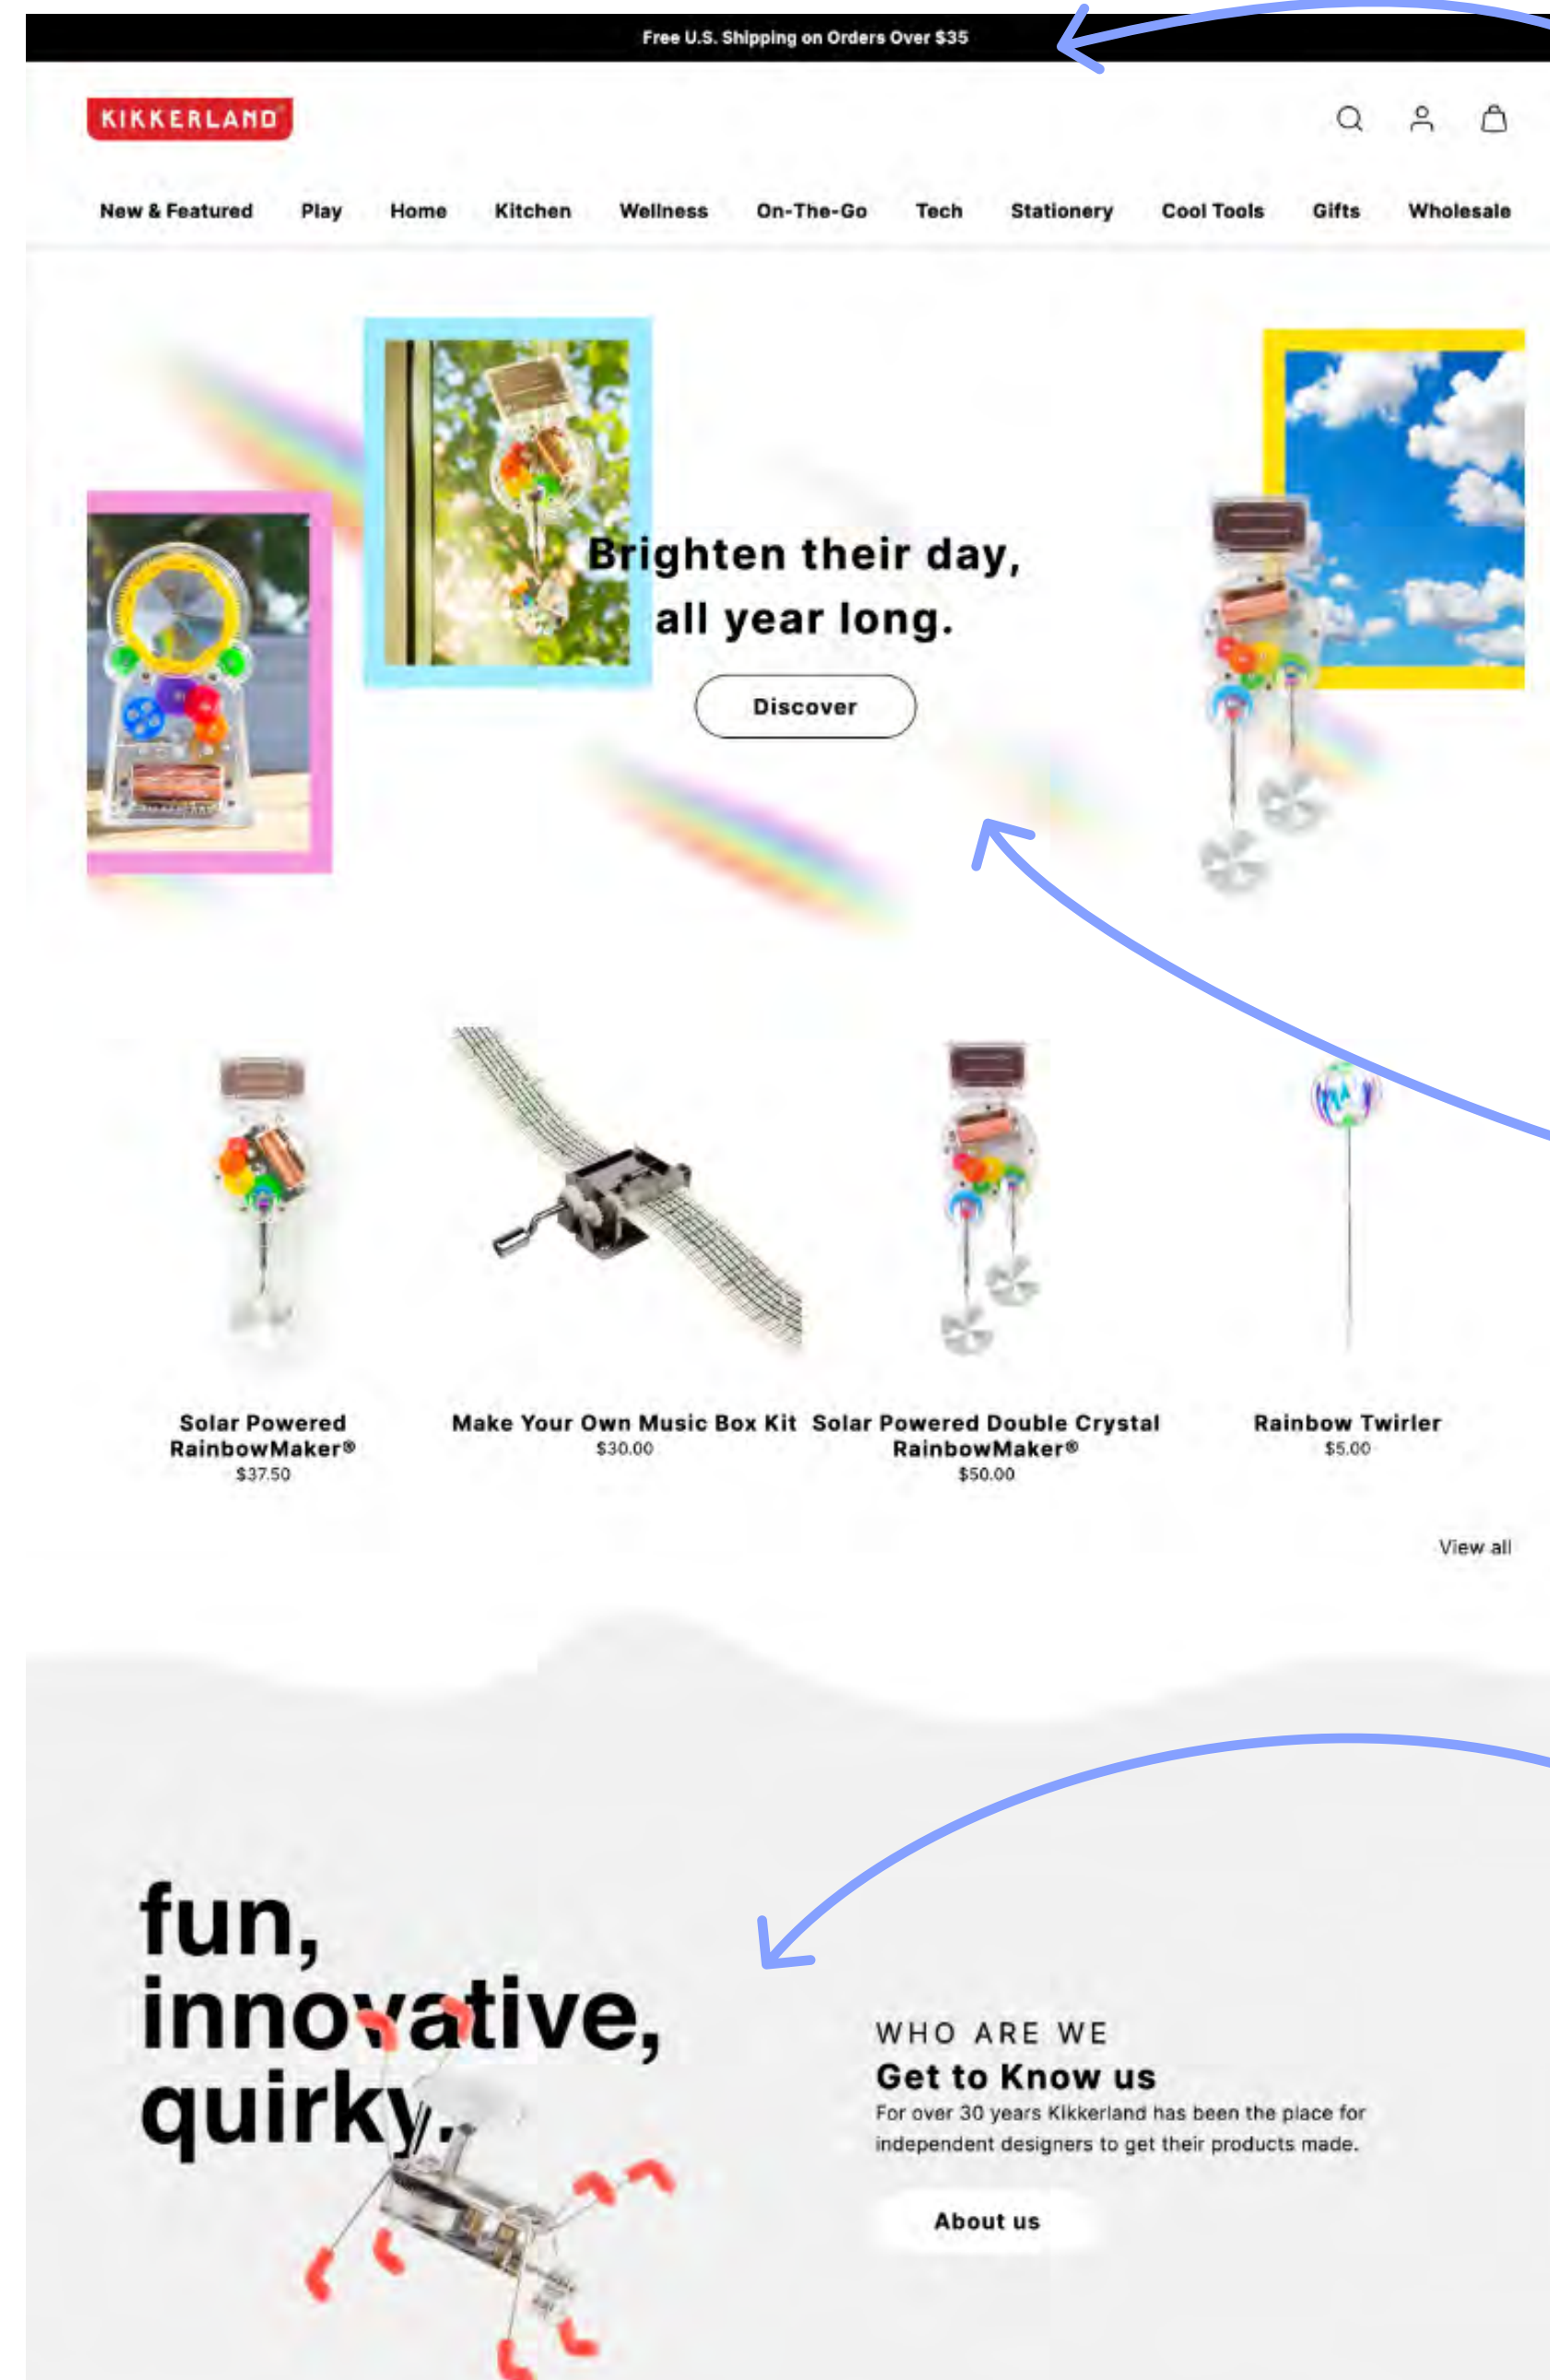 Free U.S. Shipping on Orders Over $35
KIKKERLAND
New & Featured Play Home Kitchen Wellness On-The-Go Tech Stationery Cool Tools Gifts Wholesale
Brighten their day,
all year long.
Discover
Solar Powered
RainbowMaker®
$37.50
Make Your Own Music Box Kit
$30.00
Solar Powered Double Crystal
RainbowMaker®
$50.00
Rainbow Twirler
$5.00
View all
fun,
innovative,
quirky.
WHO ARE WE
Get to Know us
For over 30 years Kikkerland has been the place for
independent designers to get their products made.
About us